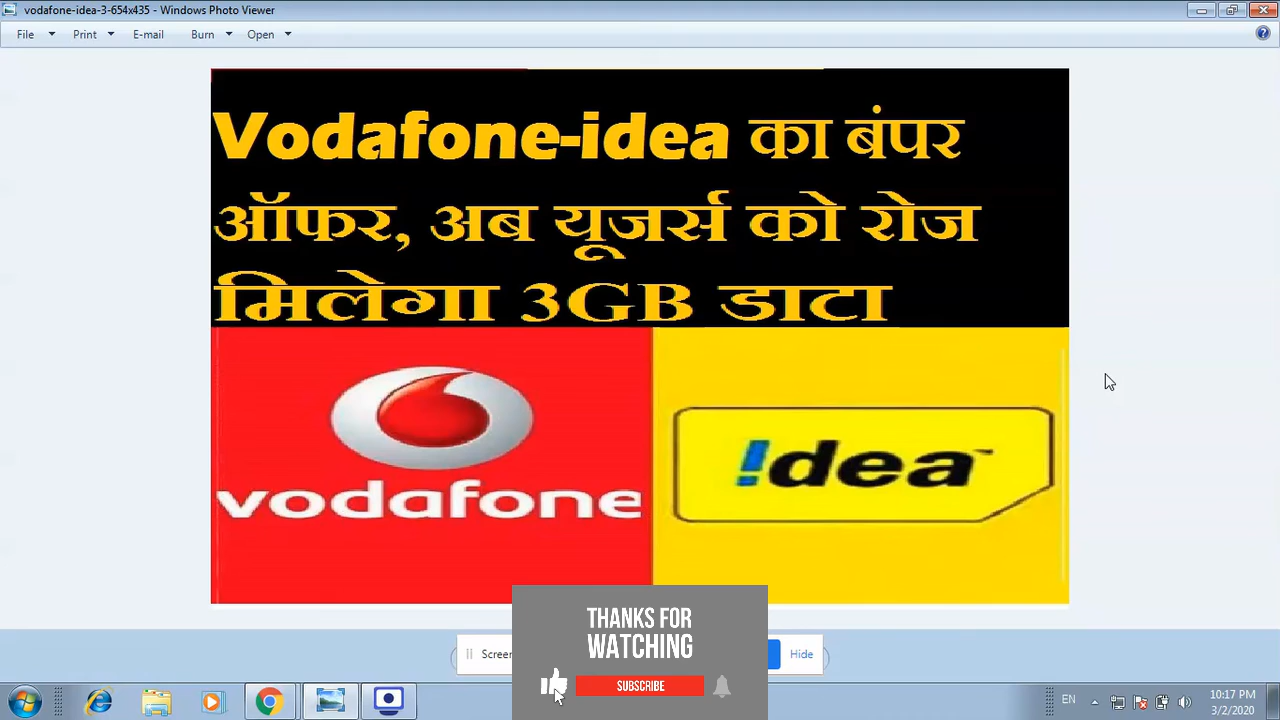 vodafone-idea-3-654x435 - Windows Photo Viewer
File Print E-mail Burn Open
Vodafone-idea का बंपर
ऑफर, अब यूजर्स को रोज
मिलेगा 3GB डाटा
vodafone
!dea
THANKS FOR
WATCHING
Hide
SUBSCRIBE
EN
10:17 PM
3/2/2020